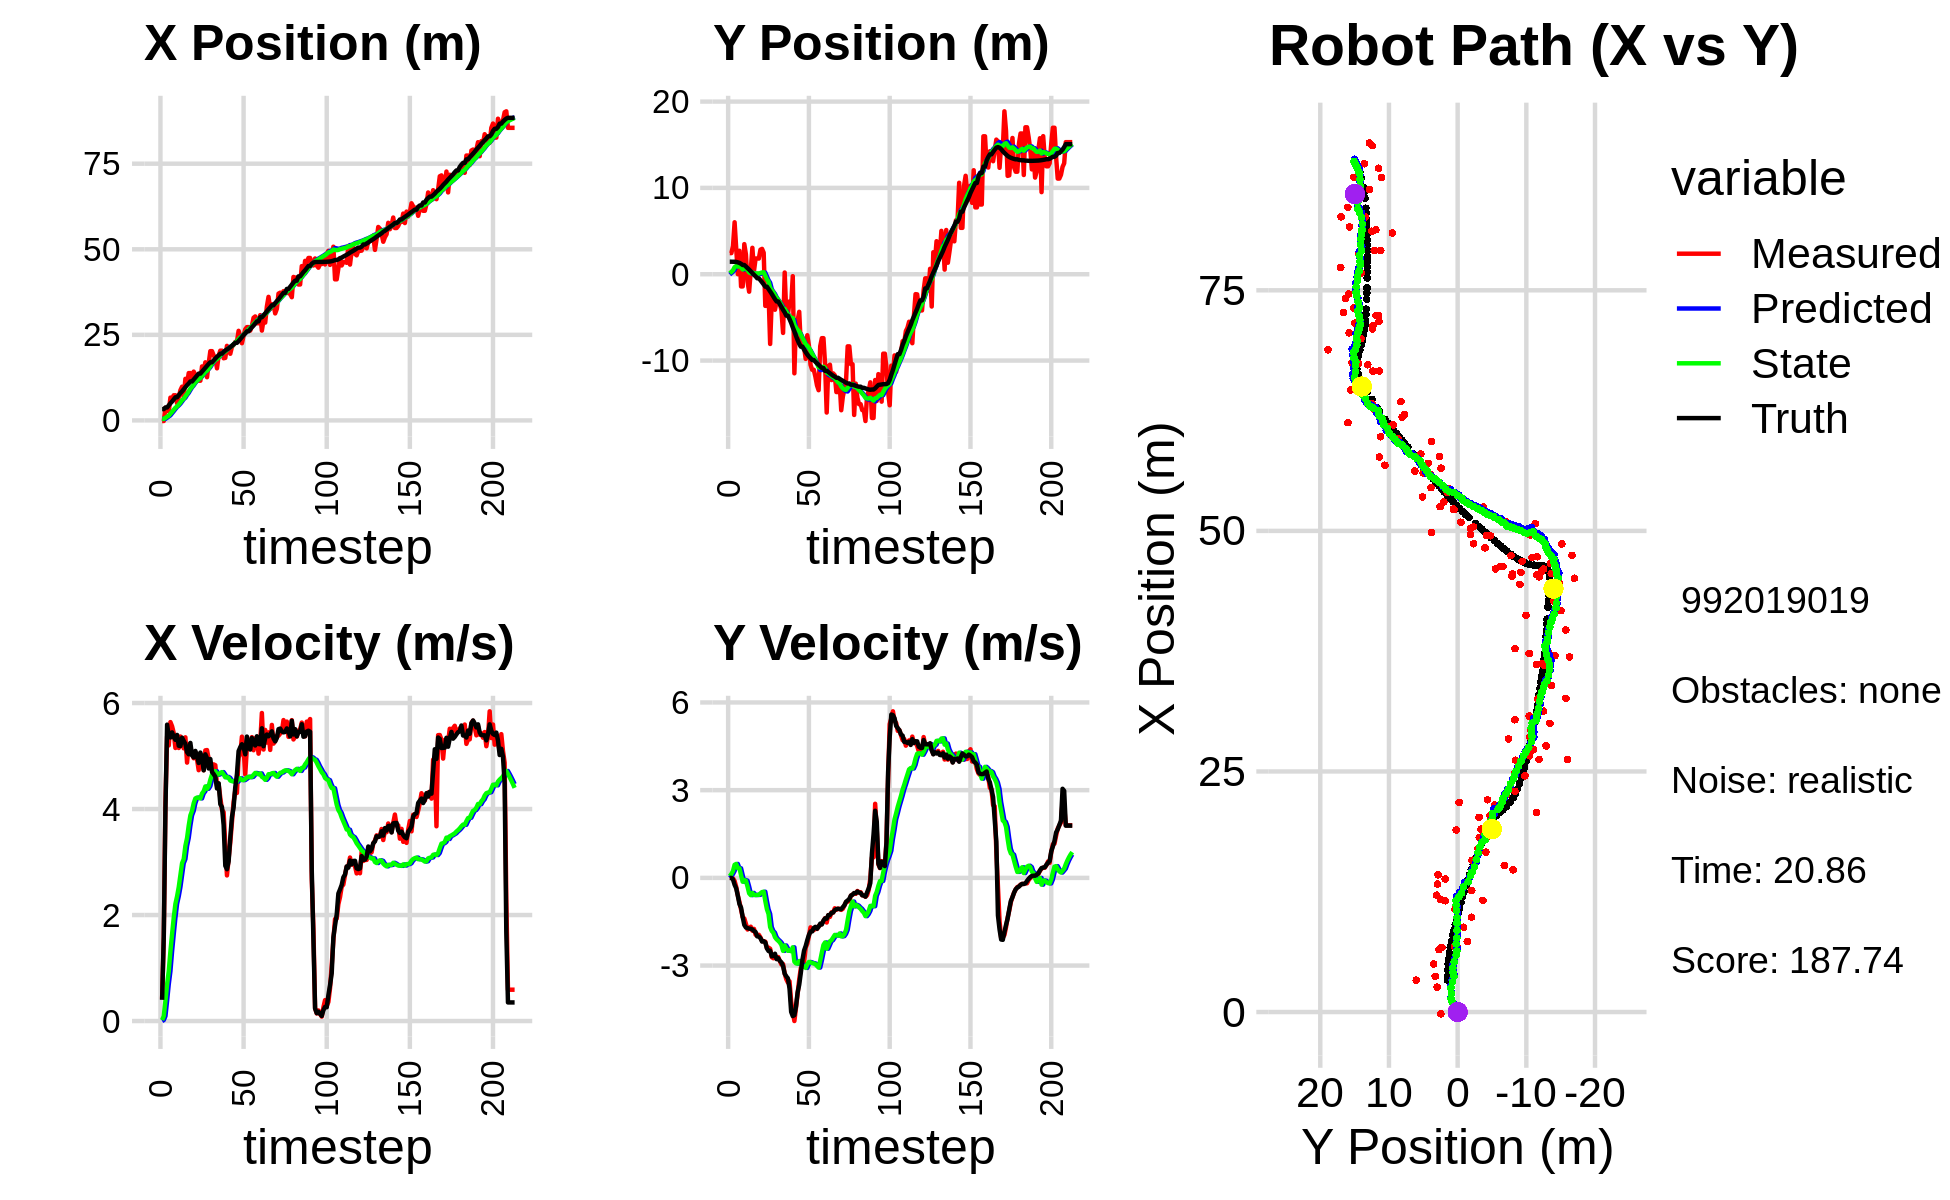 X Position (m)
75
50
25
0
0 50 100 150 200
timestep
Y Position (m)
20
10
0
-10
0 50 100 150 200
timestep
X Velocity (m/s)
6
4
2
0
0 50 100 150 200
timestep
Y Velocity (m/s)
6
3
0
-3
0 50 100 150 200
timestep
Robot Path (X vs Y)
X Position (m)
75
50
25
0
20 10 0 -10 -20
Y Position (m)
variable
Measured
Predicted
State
Truth
992019019
Obstacles: none
Noise: realistic
Time: 20.86
Score: 187.74